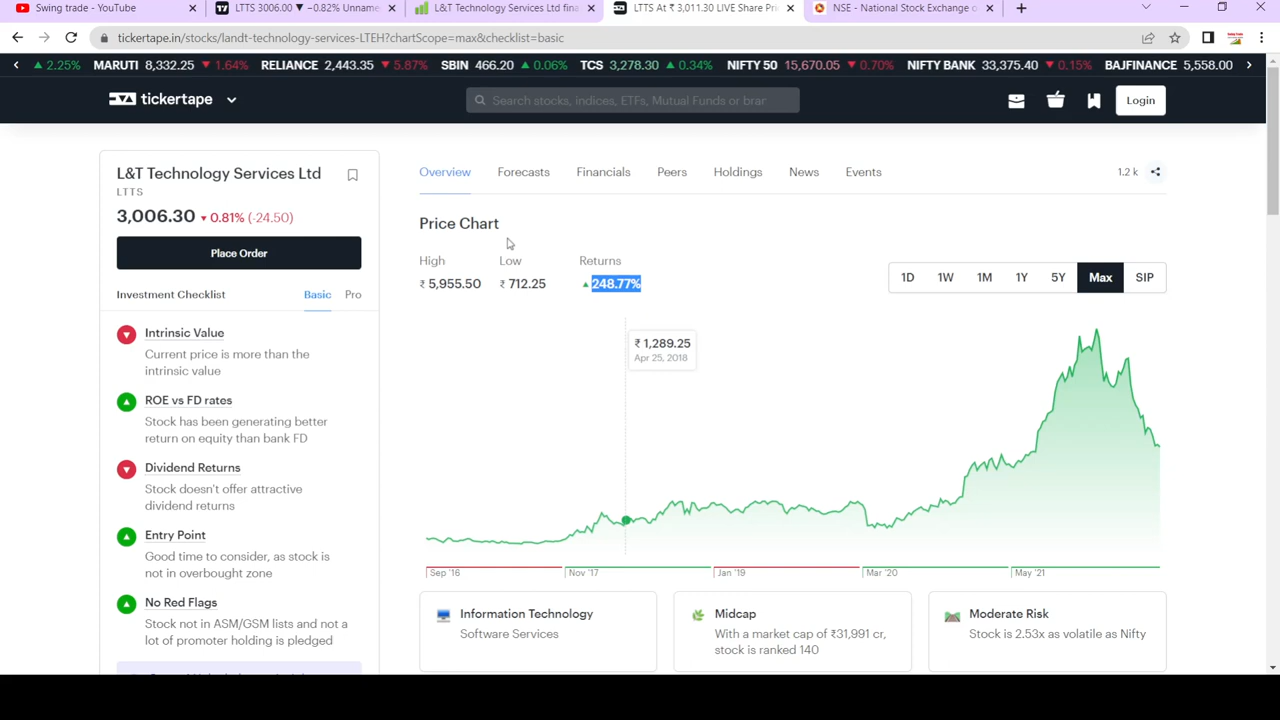 Swing trade - YouTube
LTTS 3006.00 ▼ −0.82% Unname
L&T Technology Services Ltd fina
LTTS At ₹ 3,011.30 LIVE Share Pri
NSE - National Stock Exchange o
tickertape.in/stocks/landt-technology-services-LTEH?chartScope=max&checklist=basic
▲ 2.25% MARUTI 8,332.25 ▼ 1.64% RELIANCE 2,443.35 ▼ 5.87% SBIN 466.20 ▲ 0.06% TCS 3,278.30 ▲ 0.34% NIFTY 50 15,670.05 ▼ 0.70% NIFTY BANK 33,375.40 ▼ 0.15% BAJFINANCE 5,558.00
tickertape
Search stocks, indices, ETFs, Mutual Funds or brar
Login
L&T Technology Services Ltd
LTTS
3,006.30 ▼ 0.81% (-24.50)
Place Order
Investment Checklist Basic Pro
Intrinsic Value
Current price is more than the
intrinsic value
ROE vs FD rates
Stock has been generating better
return on equity than bank FD
Dividend Returns
Stock doesn't offer attractive
dividend returns
Entry Point
Good time to consider, as stock is
not in overbought zone
No Red Flags
Stock not in ASM/GSM lists and not a
lot of promoter holding is pledged
Overview Forecasts Financials Peers Holdings News Events
1.2 k
Price Chart
High Low Returns
₹ 5,955.50 ₹ 712.25 ▲ 248.77%
1D 1W 1M 1Y 5Y Max SIP
₹ 1,289.25
Apr 25, 2018
Sep '16 Nov '17 Jan '19 Mar '20 May '21
Information Technology
Software Services
Midcap
With a market cap of ₹31,991 cr,
stock is ranked 140
Moderate Risk
Stock is 2.53x as volatile as Nifty